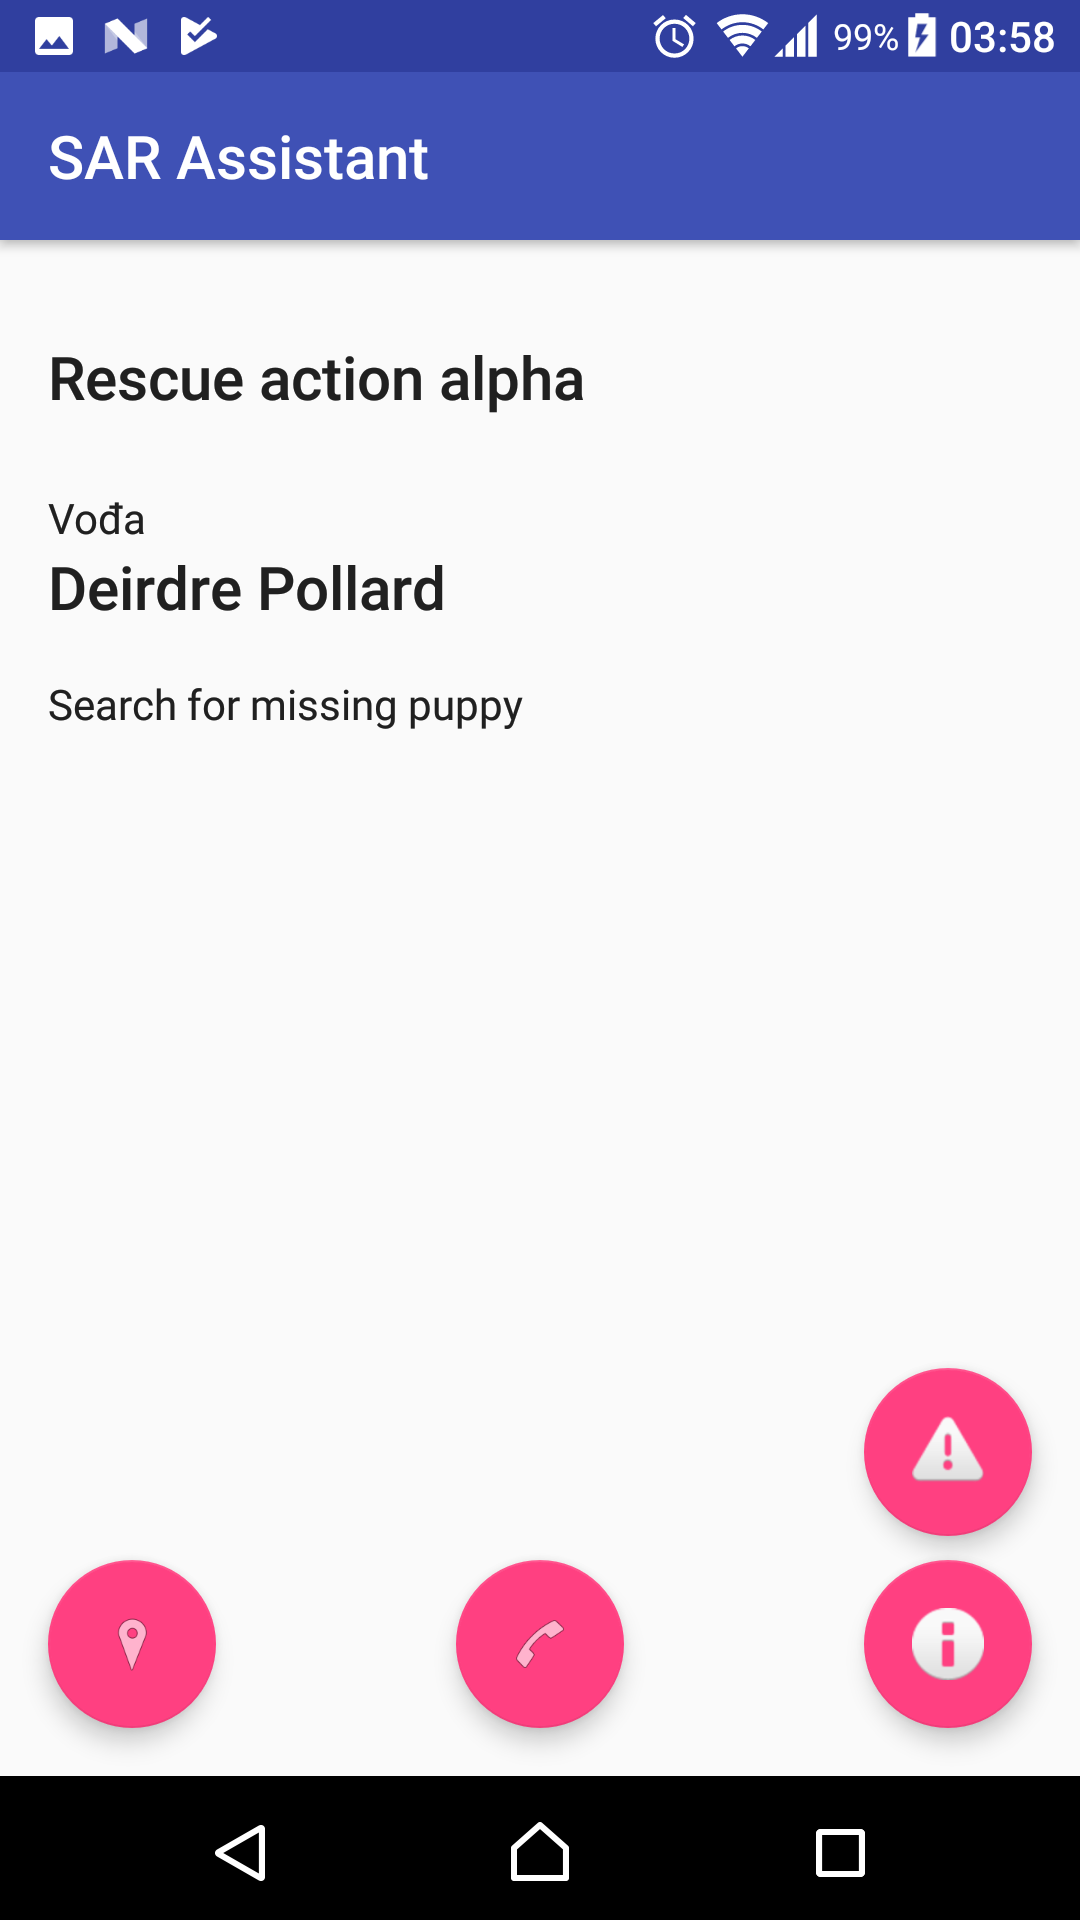 99% 03:58
SAR Assistant
Rescue action alpha
Vođa
Deirdre Pollard
Search for missing puppy